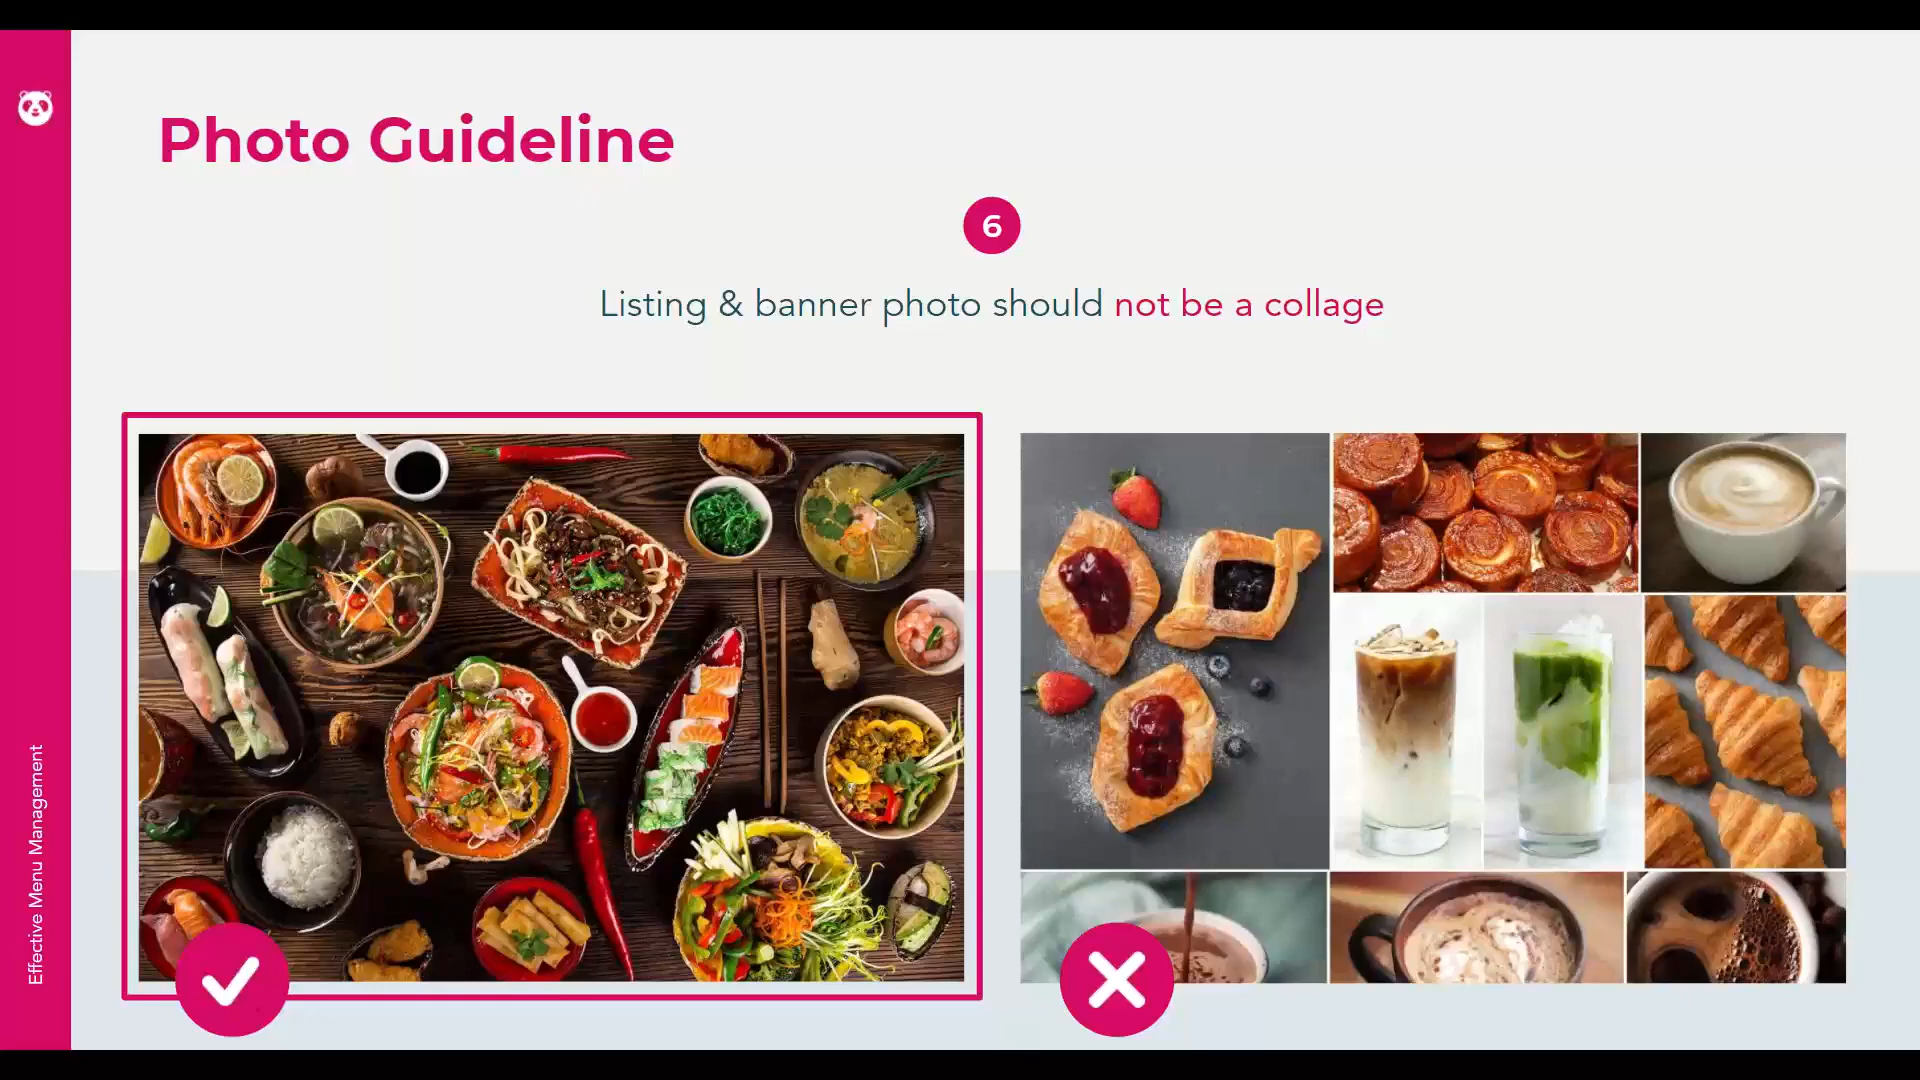 Photo Guideline
6
Listing & banner photo should not be a collage
Effective Menu Management